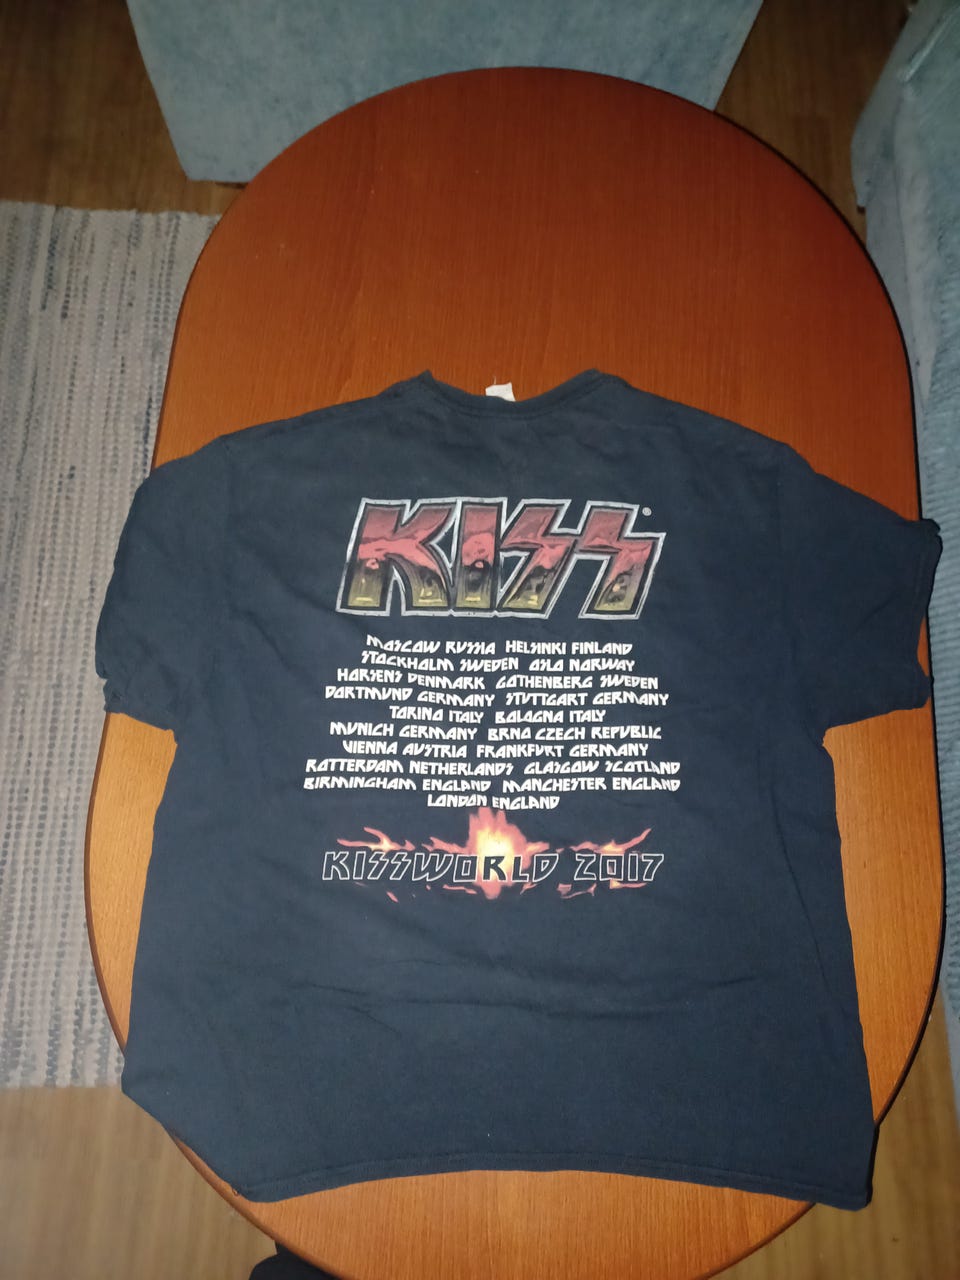 KISS®
MOSCOW RUSSIA HELSINKI FINLAND
STOCKHOLM SWEDEN OSLO NORWAY
HORSENS DENMARK GOTHENBERG SWEDEN
DORTMUND GERMANY STUTTGART GERMANY
TORINO ITALY BOLOGNA ITALY
MUNICH GERMANY BRNO CZECH REPUBLIC
VIENNA AUSTRIA FRANKFURT GERMANY
ROTTERDAM NETHERLANDS GLASGOW SCOTLAND
BIRMINGHAM ENGLAND MANCHESTER ENGLAND
LONDON ENGLAND
KISSWORLD 2017